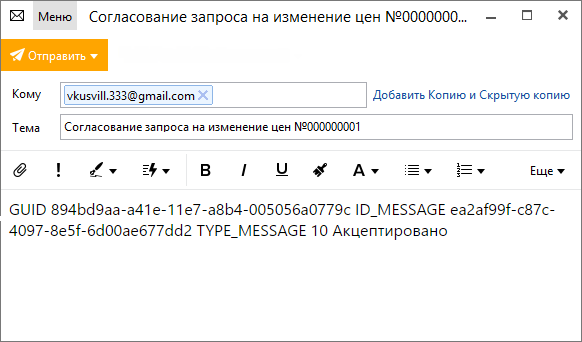 Меню Согласование запроса на изменение цен №0000000...
Отправить
Кому vkusvill.333@gmail.com Добавить Копию и Скрытую копию
Тема Согласование запроса на изменение цен №000000001
B I U A Еще
GUID 894bd9aa-a41e-11e7-a8b4-005056a0779c ID_MESSAGE ea2af99f-c87c-
4097-8e5f-6d00ae677dd2 TYPE_MESSAGE 10 Акцептировано